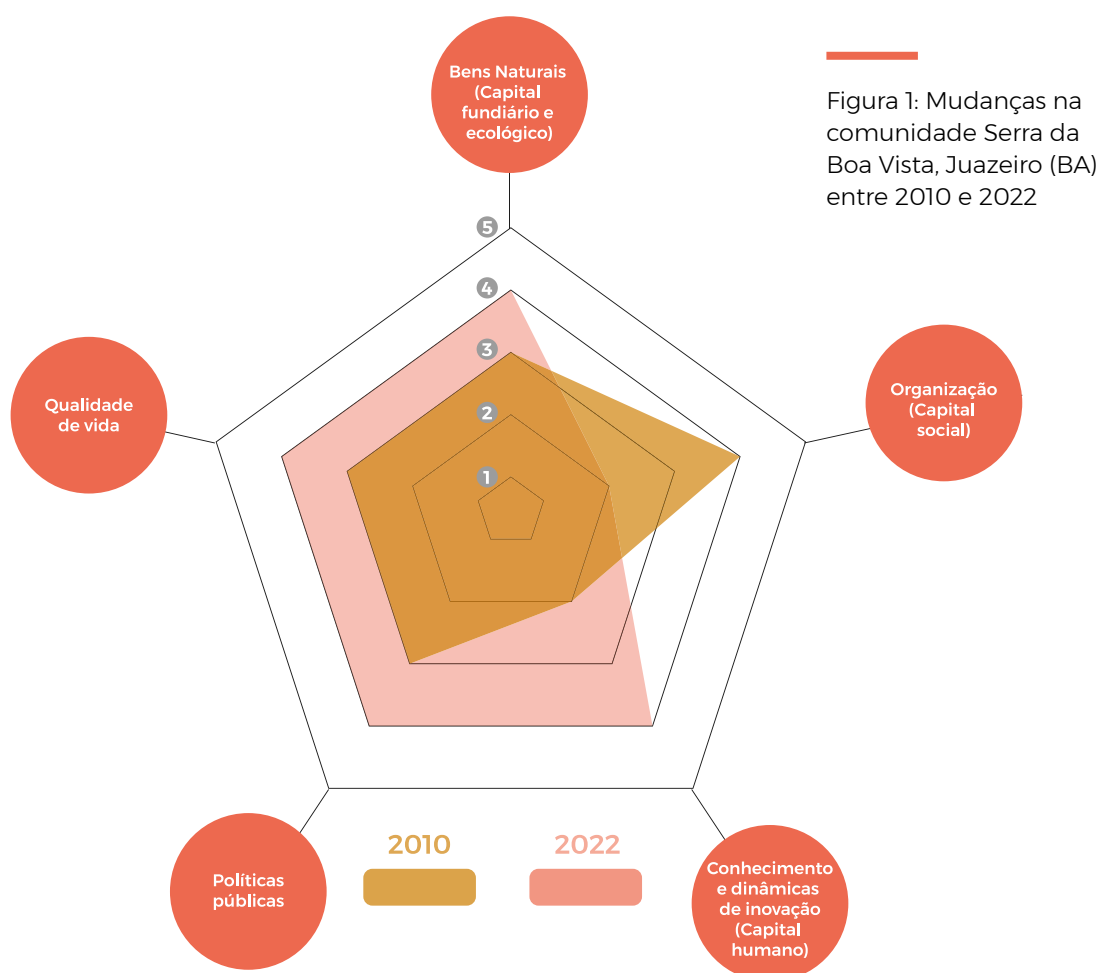 Bens Naturais
(Capital
fundiário e
ecológico)
Figura 1: Mudanças na
comunidade Serra da
Boa Vista, Juazeiro (BA)
entre 2010 e 2022
5
4
3
2
1
Qualidade
de vida
Organização
(Capital
social)
Políticas
públicas
2010
2022
Conhecimento
e dinâmicas
de inovação
(Capital
humano)